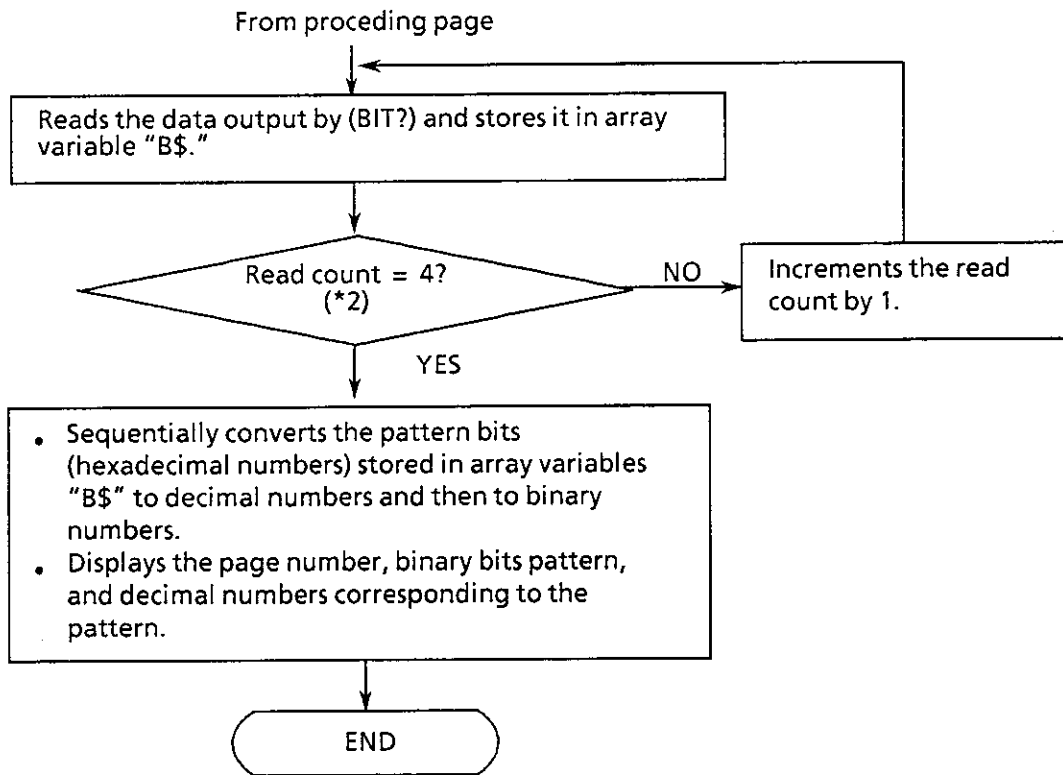 From proceding page
Reads the data output by (BIT?) and stores it in array
variable "B$."
Read count = 4?
(*2)
NO
Increments the read
count by 1.
YES
• Sequentially converts the pattern bits
(hexadecimal numbers) stored in array variables
"B$" to decimal numbers and then to binary
numbers.
• Displays the page number, binary bits pattern,
and decimal numbers corresponding to the
pattern.
END